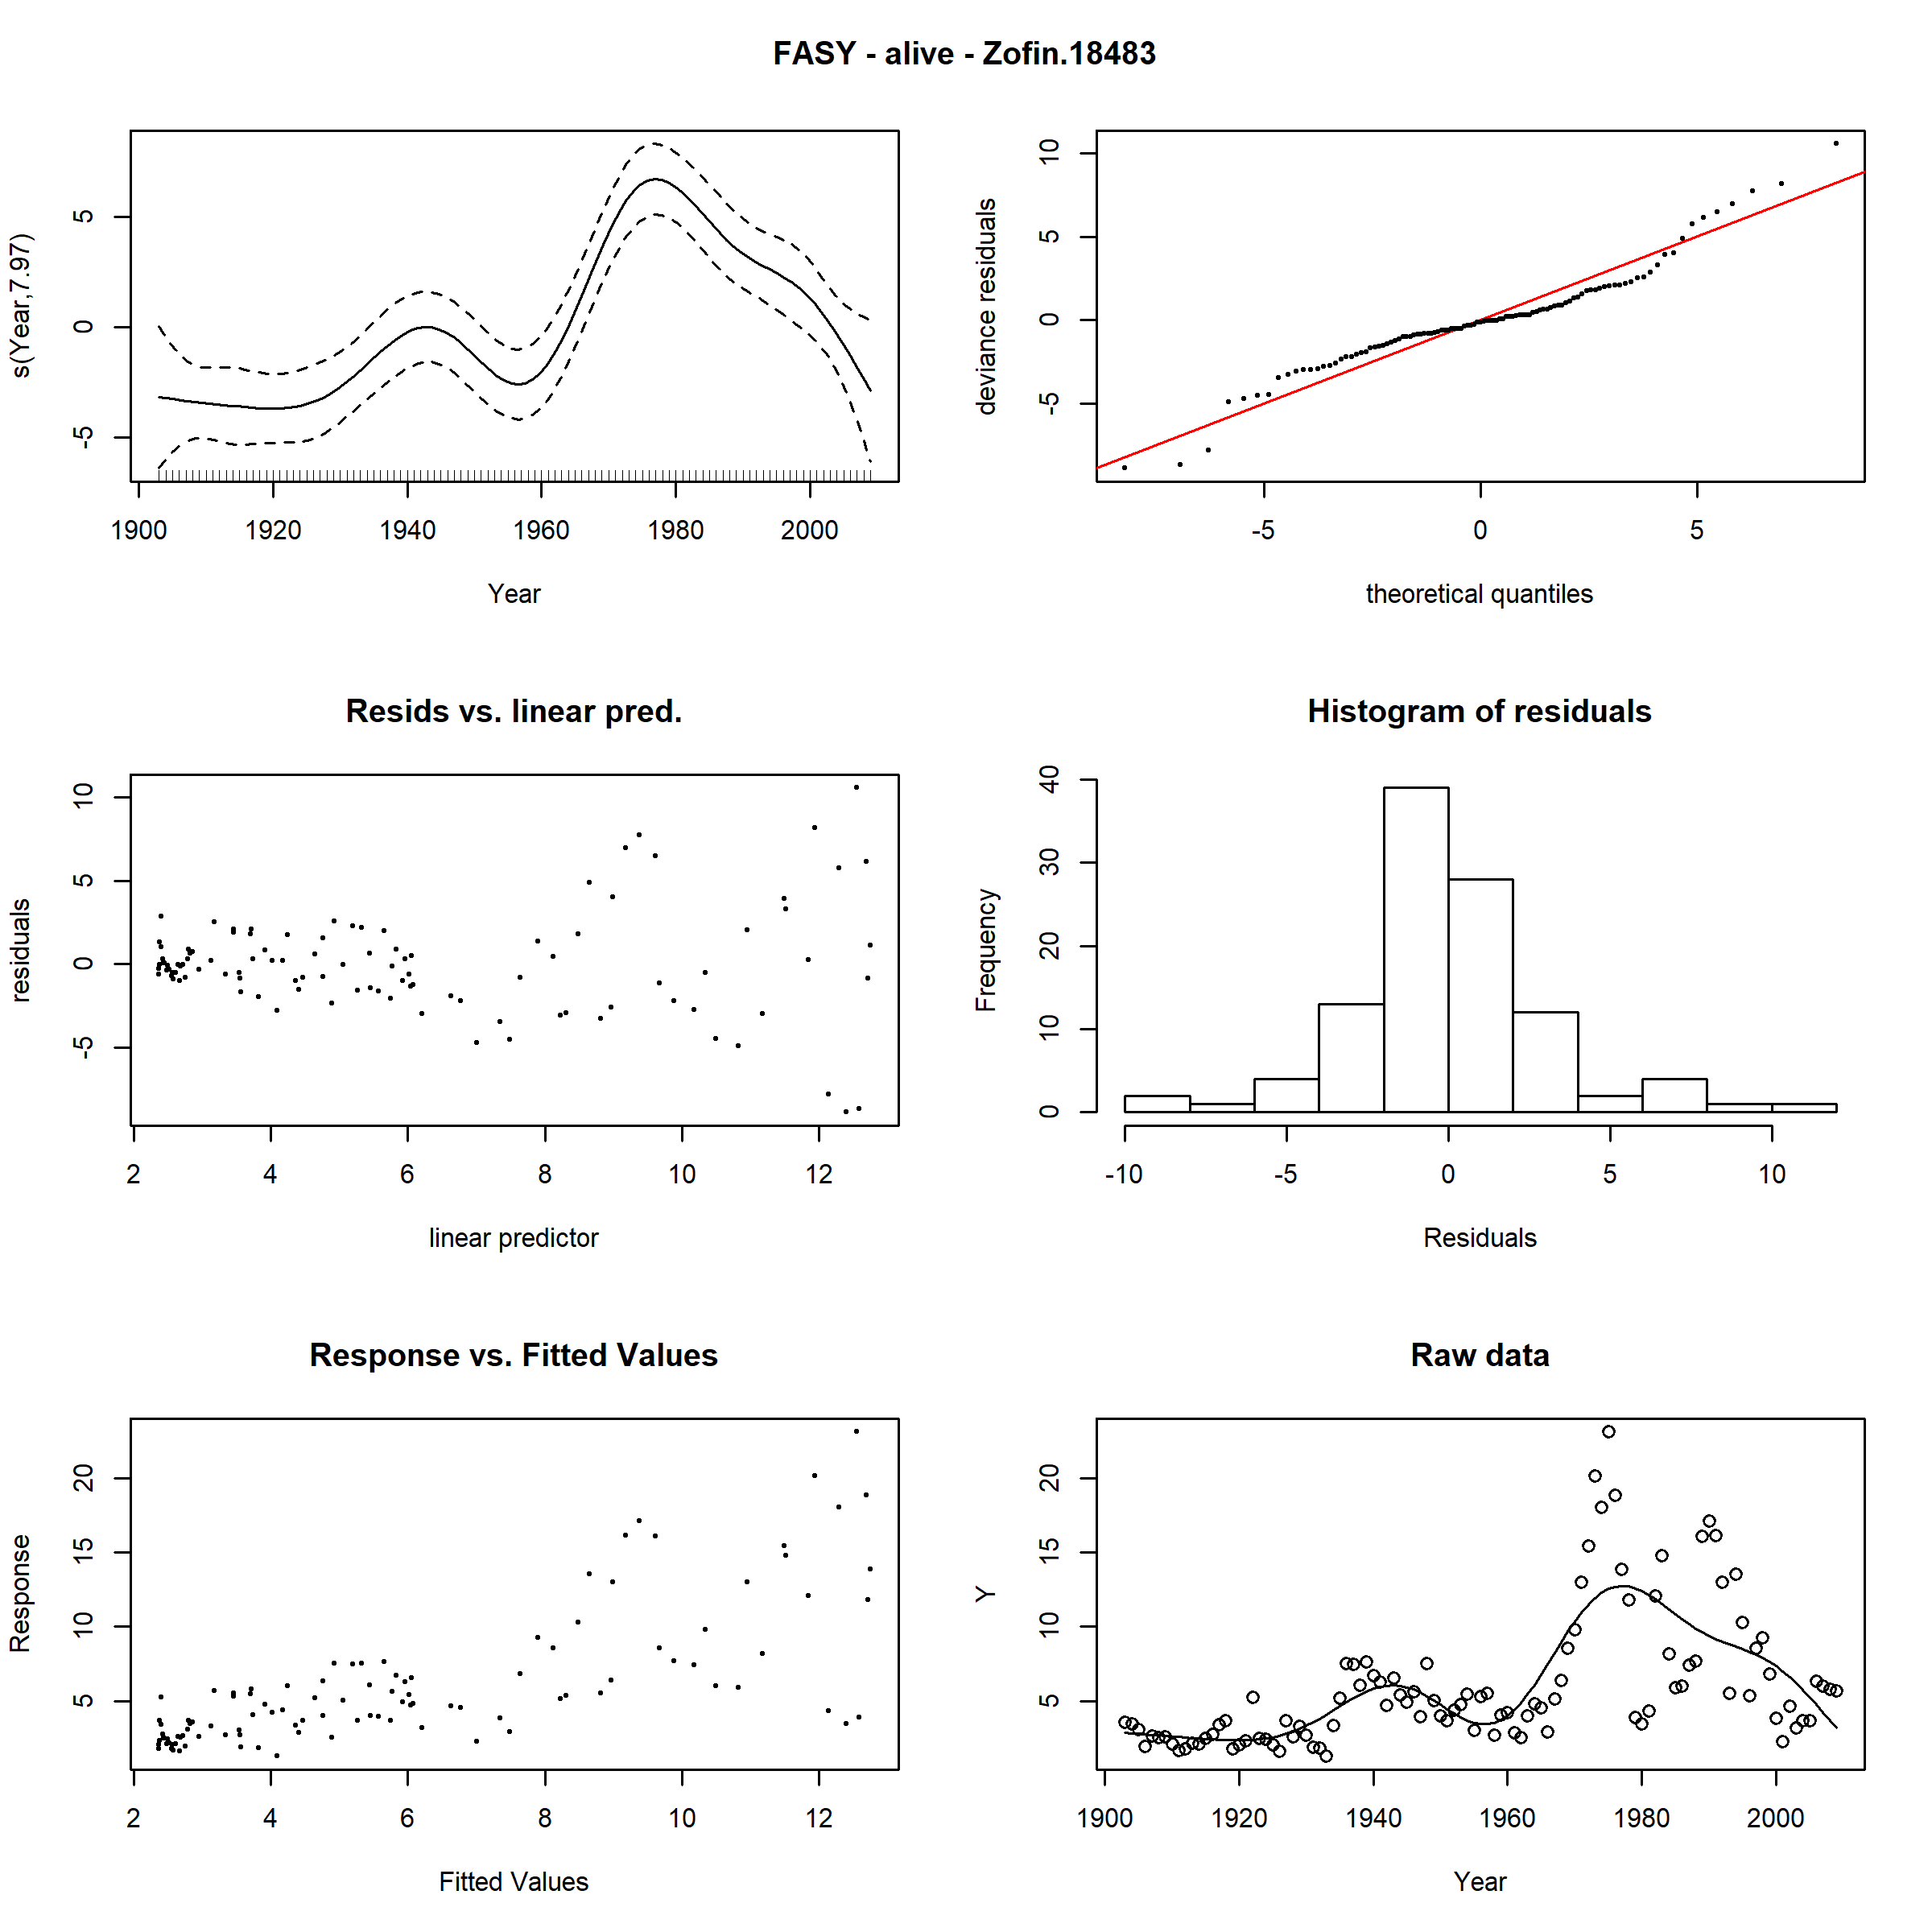 FASY - alive - Zofin.18483
s(Year,7.97)
5
0
-5
1900 1920 1940 1960 1980 2000
Year
deviance residuals
10
5
0
-5
-5 0 5
theoretical quantiles
Resids vs. linear pred.
residuals
10
5
0
-5
2 4 6 8 10 12
linear predictor
Histogram of residuals
Frequency
40
30
20
10
0
-10 -5 0 5 10
Residuals
Response vs. Fitted Values
Response
20
15
10
5
2 4 6 8 10 12
Fitted Values
Raw data
Y
20
15
10
5
1900 1920 1940 1960 1980 2000
Year